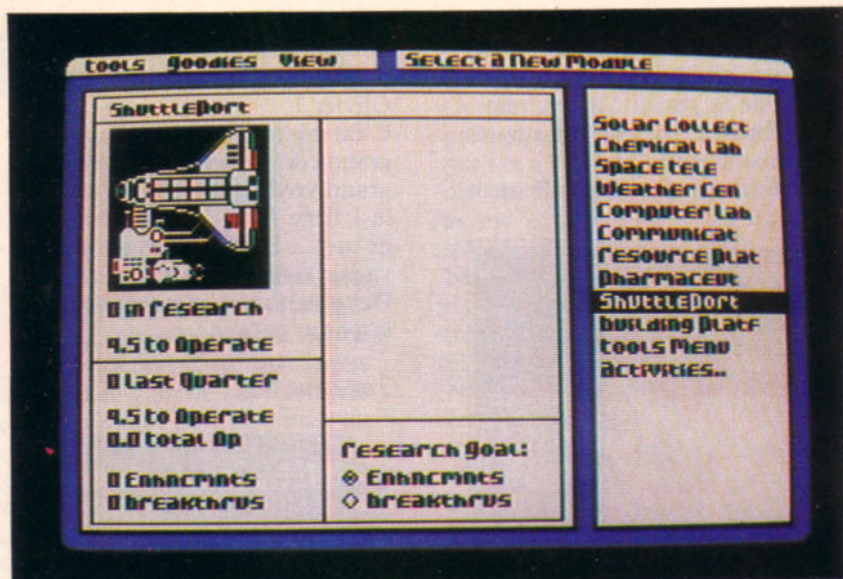 tools goodies View
Select a New Module
ShuttlePort
0 in research
4.5 to Operate
0 last Quarter
4.5 to Operate
0.0 total Op
0 Enhncmnts
0 breakthrus
research goal:
Enhncmnts
breakthrus
Solar Collect
Chemical Lab
Space tele
Weather Cen
Computer Lab
Communicat
resource plat
pharmaceut
ShuttlePort
building platf
tools Menu
activities..